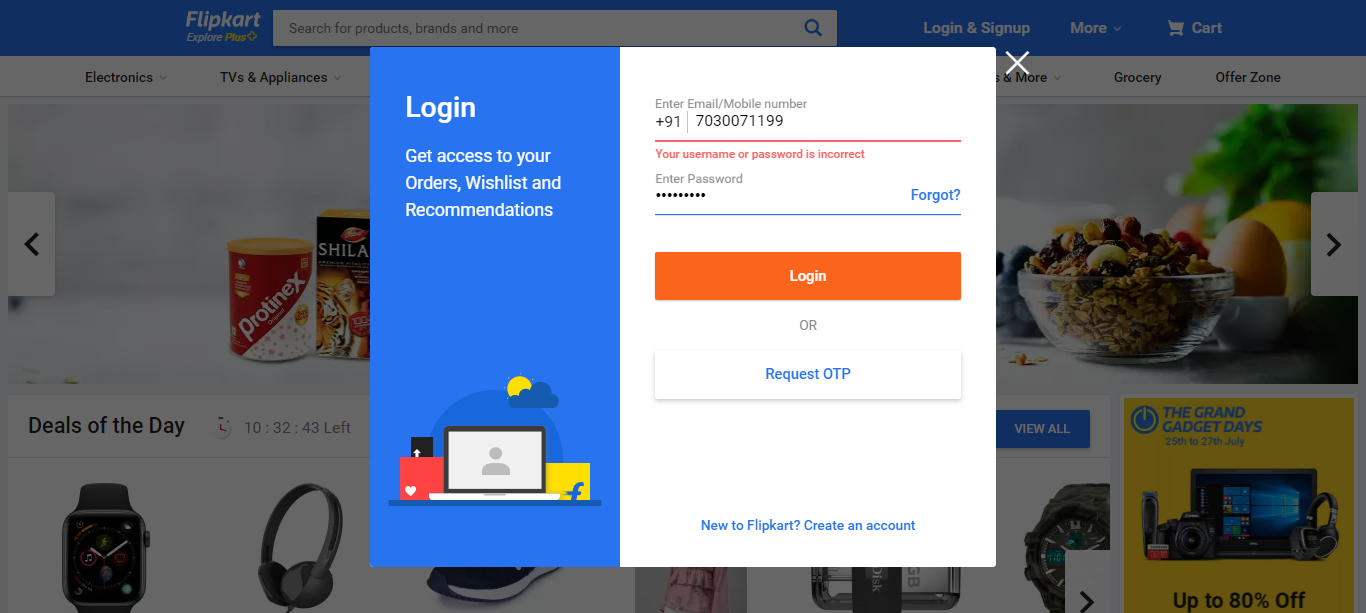 Flipkart
Explore Plus
Search for products, brands and more
Login & Signup
More
Cart
Electronics
TVs & Appliances
s & More
Grocery
Offer Zone
Login
Get access to your
Orders, Wishlist and
Recommendations
Enter Email/Mobile number
+91 7030071199
Your username or password is incorrect
Enter Password
•••••••••
Forgot?
Login
OR
Request OTP
New to Flipkart? Create an account
Protinex
Original
SHILA
Deals of the Day
10 : 32 : 43 Left
VIEW ALL
THE GRAND
GADGET DAYS
25th to 27th July
Up to 80% Off
Disk
GB